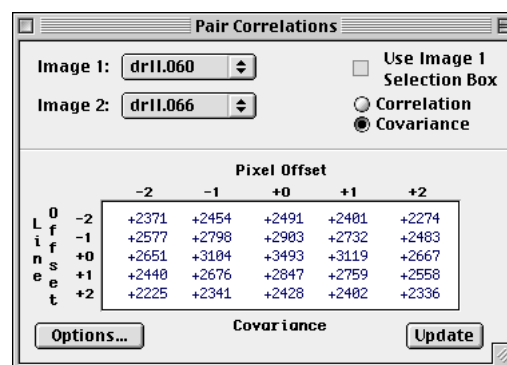 Pair Correlations
Image 1: drll.060
Use Image 1
Selection Box
Image 2: drll.066
Correlation
Covariance
Pixel Offset
-2 -1 +0 +1 +2
Line Offset
-2 +2371 +2454 +2491 +2401 +2274
-1 +2577 +2798 +2903 +2732 +2483
+0 +2651 +3104 +3493 +3119 +2667
+1 +2440 +2676 +2847 +2759 +2558
+2 +2225 +2341 +2428 +2402 +2336
Options...
Covariance
Update